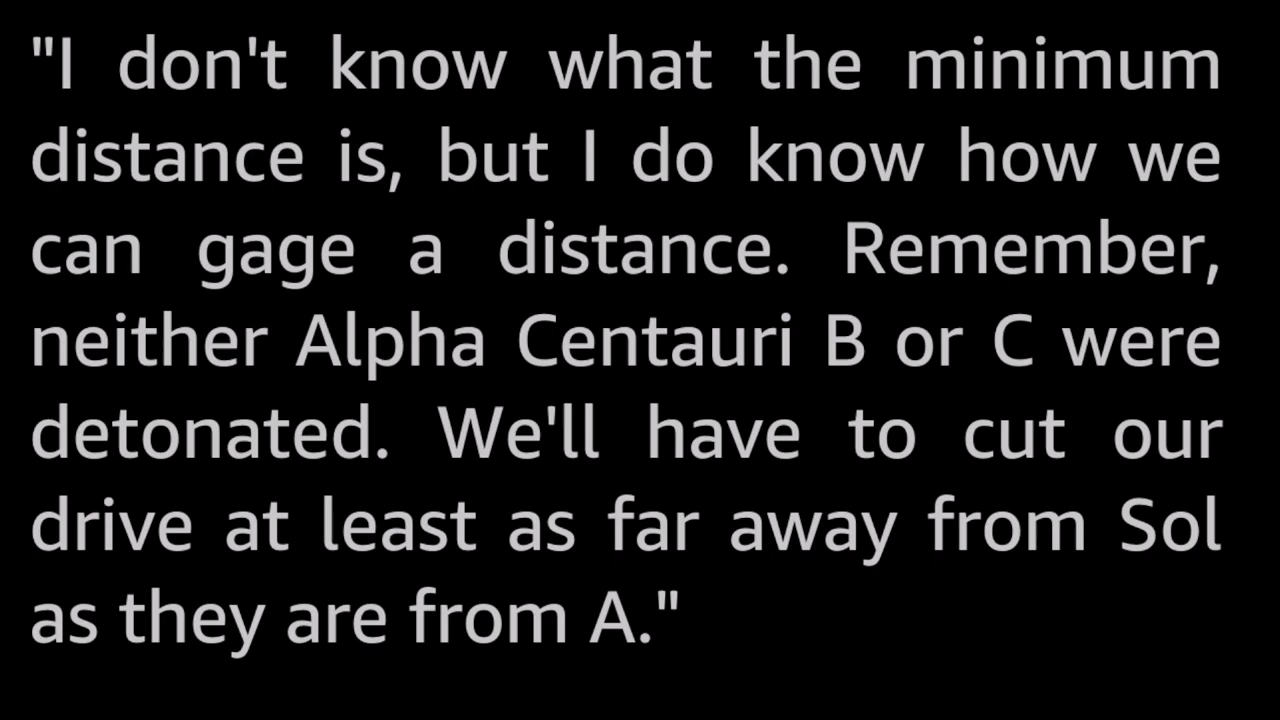 "I don't know what the minimum
distance is, but I do know how we
can gage a distance. Remember,
neither Alpha Centauri B or C were
detonated. We'll have to cut our
drive at least as far away from Sol
as they are from A."